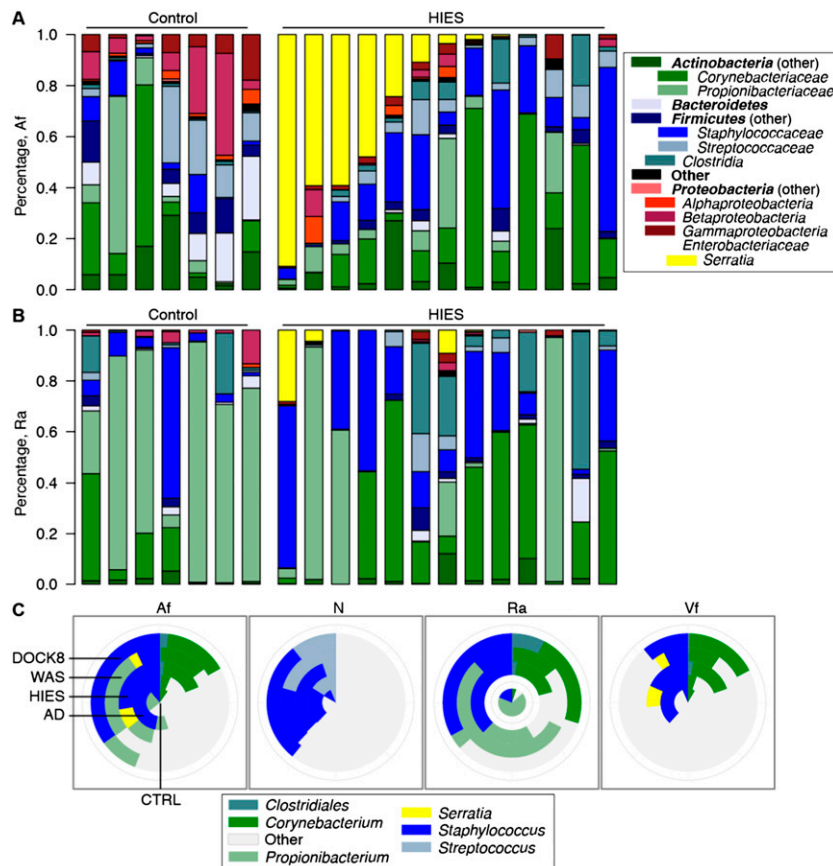 A
Control
HIES
Percentage, Af
1.0
0.8
0.6
0.4
0.2
0.0
Actinobacteria (other)
Corynebacteriaceae
Propionibacteriaceae
Bacteroidetes
Firmicutes (other)
Staphylococcaceae
Streptococcaceae
Clostridia
Other
Proteobacteria (other)
Alphaproteobacteria
Betaproteobacteria
Gammaproteobacteria
Enterobacteriaceae
Serratia
B
Control
HIES
Percentage, Ra
1.0
0.8
0.6
0.4
0.2
0.0
C
Af
N
Ra
Vf
DOCK8
WAS
HIES
AD
CTRL
Clostridiales
Corynebacterium
Other
Propionibacterium
Serratia
Staphylococcus
Streptococcus